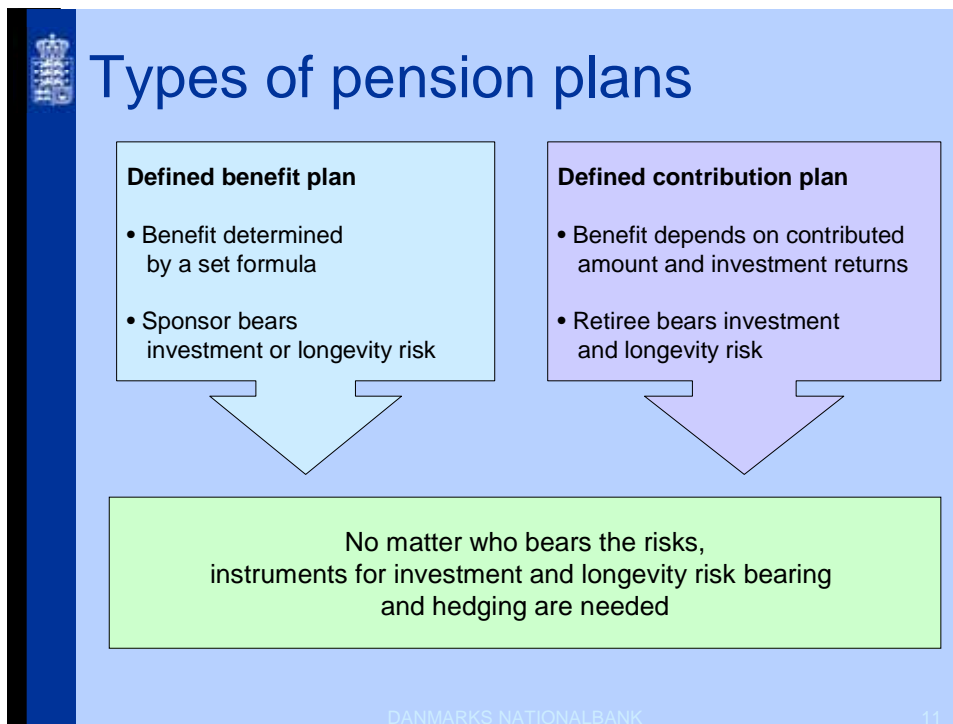 Types of pension plans
Defined benefit plan
• Benefit determined
by a set formula
• Sponsor bears
investment or longevity risk
Defined contribution plan
• Benefit depends on contributed
amount and investment returns
• Retiree bears investment
and longevity risk
No matter who bears the risks,
instruments for investment and longevity risk bearing
and hedging are needed
DANMARKS NATIONALBANK
11